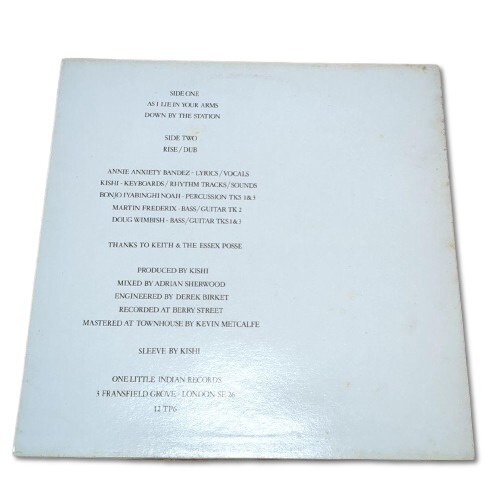 SIDE ONE
AS I LIE IN YOUR ARMS
DOWN BY THE STATION
SIDE TWO
RISE/DUB
ANNIE ANXIETY BANDEZ - LYRICS/VOCALS
KISHI - KEYBOARDS/RHYTHM TRACKS/SOUNDS
BONJO IYABINGHI NOAH - PERCUSSION TKS 1&3
MARTIN FREDERIX - BASS/GUITAR TK 2
DOUG WIMBISH - BASS/GUITAR TKS 1&3
THANKS TO KEITH & THE ESSEX POSSE
PRODUCED BY KISHI
MIXED BY ADRIAN SHERWOOD
ENGINEERED BY DEREK BIRKET
RECORDED AT BERRY STREET
MASTERED AT TOWNHOUSE BY KEVIN METCALFE
SLEEVE BY KISHI
ONE LITTLE INDIAN RECORDS
3 FRANSFIELD GROVE - LONDON SE 26
12 TP6